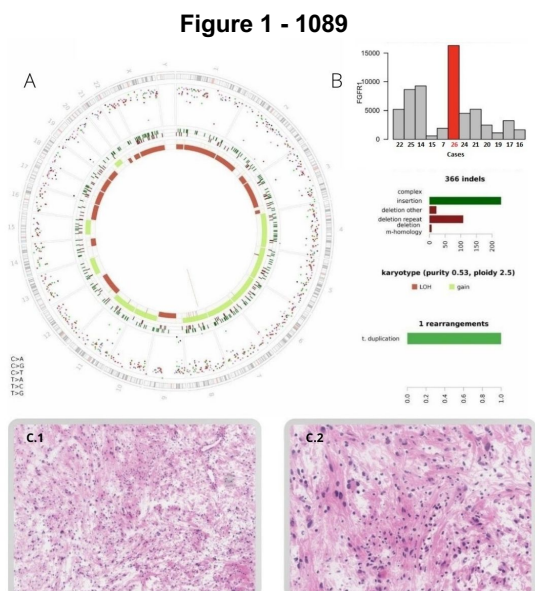 Figure 1 - 1089
A
C>A
C>G
C>T
T>A
T>C
T>G
B
FGFR1
15000
10000
5000
0
22 25 14 15 7 26 24 21 20 19 17 16
Cases
366 indels
complex
insertion
deletion other
deletion repeat
deletion
m-homology
0 50 100 200
karyotype (purity 0.53, ploidy 2.5)
LOH gain
1 rearrangements
t. duplication
0.0 0.2 0.4 0.6 0.8 1.0
C.1
C.2